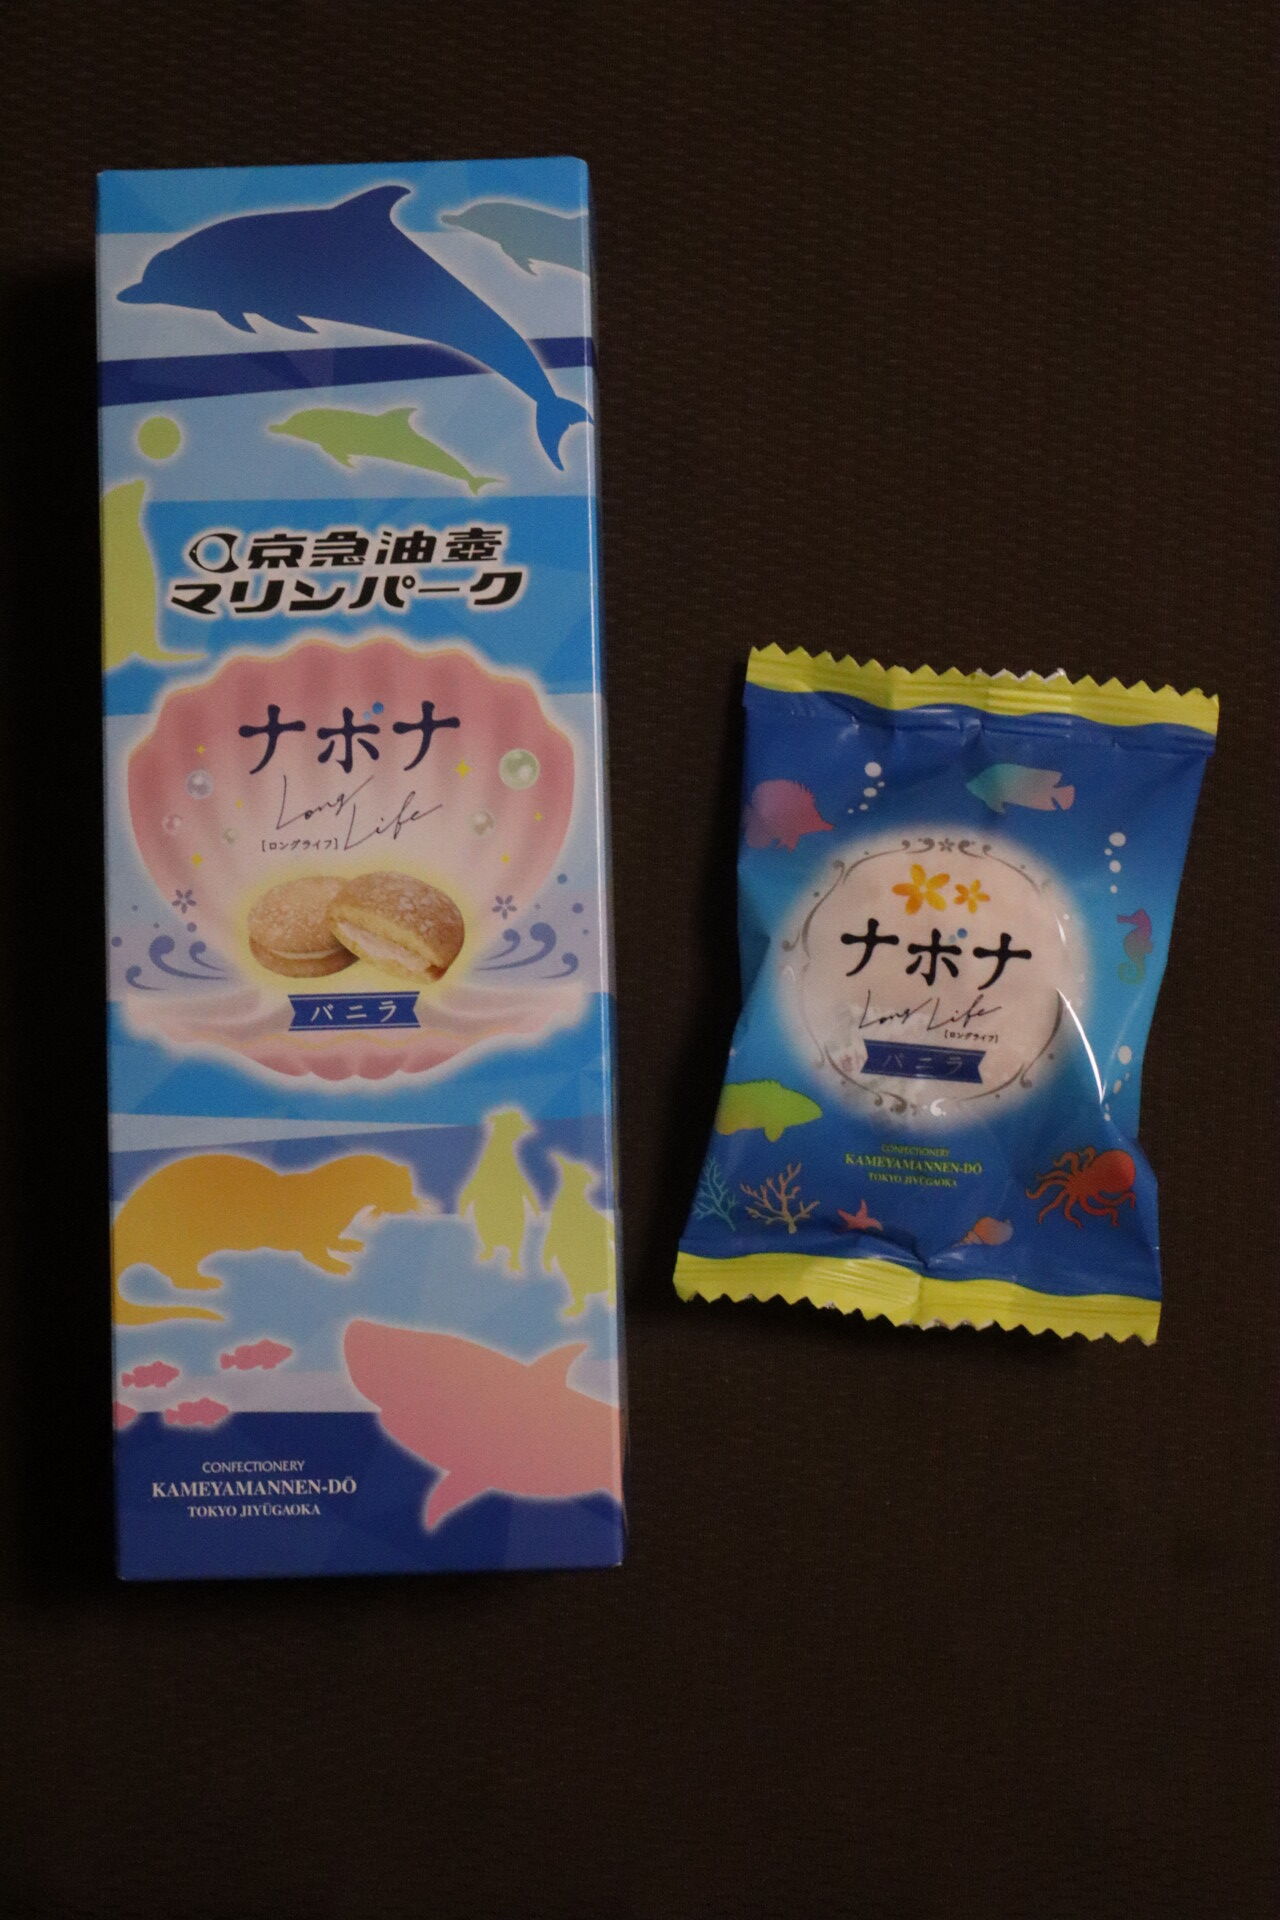 京急油壺
マリンパーク
ナボナ
Long
Life
[ロングライフ]
バニラ
CONFECTIONERY
KAMEYAMANNEN-DŌ
TOKYO JIYŪGAOKA
ナボナ
Long Life
[ロングライフ]
バニラ
CONFECTIONERY
KAMEYAMANNEN-DŌ
TOKYO JIYŪGAOKA